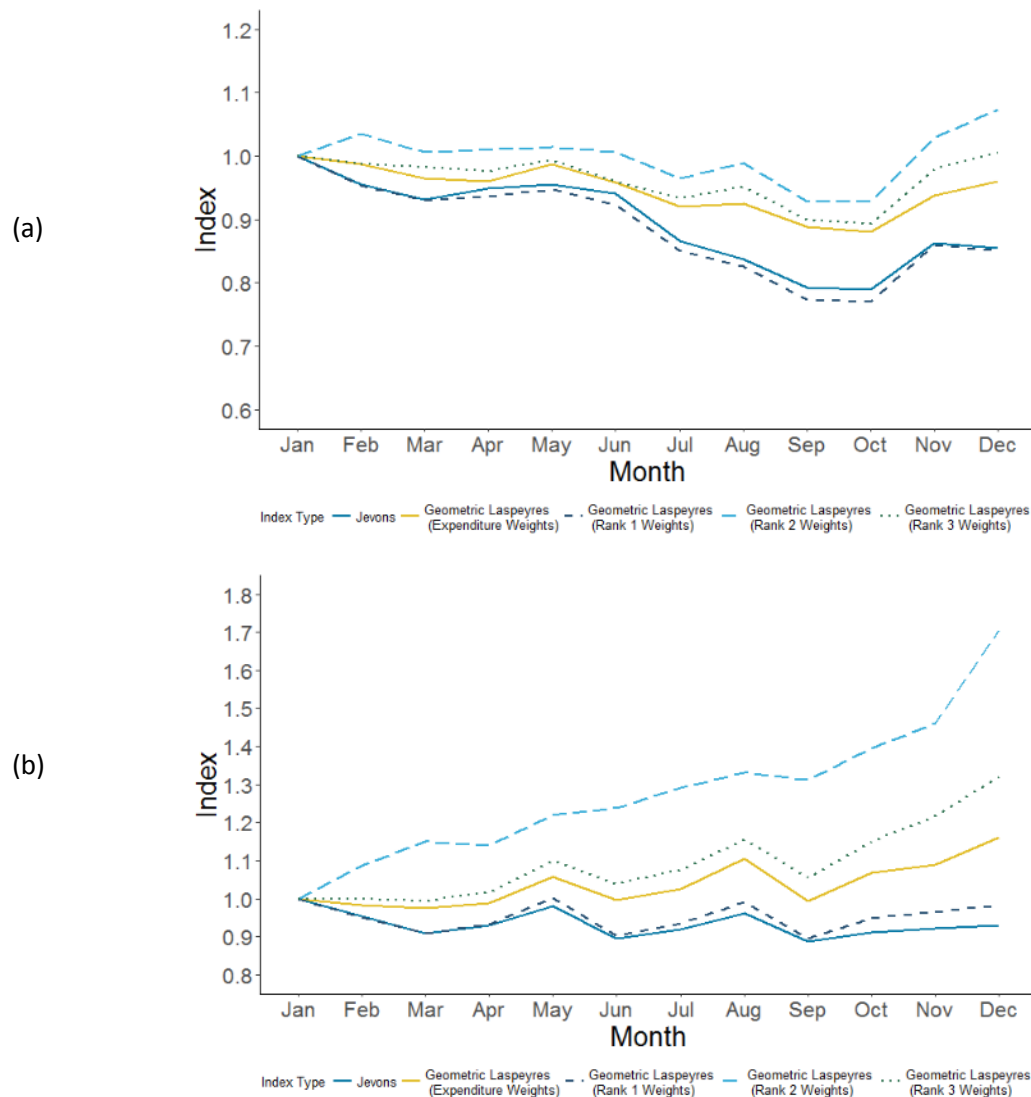 (a)
Index
1.2
1.1
1.0
0.9
0.8
0.7
0.6
Jan Feb Mar Apr May Jun Jul Aug Sep Oct Nov Dec
Month
Index Type Jevons Geometric Laspeyres (Expenditure Weights) Geometric Laspeyres (Rank 1 Weights) Geometric Laspeyres (Rank 2 Weights) Geometric Laspeyres (Rank 3 Weights)
(b)
Index
1.8
1.7
1.6
1.5
1.4
1.3
1.2
1.1
1.0
0.9
0.8
Jan Feb Mar Apr May Jun Jul Aug Sep Oct Nov Dec
Month
Index Type Jevons Geometric Laspeyres (Expenditure Weights) Geometric Laspeyres (Rank 1 Weights) Geometric Laspeyres (Rank 2 Weights) Geometric Laspeyres (Rank 3 Weights)